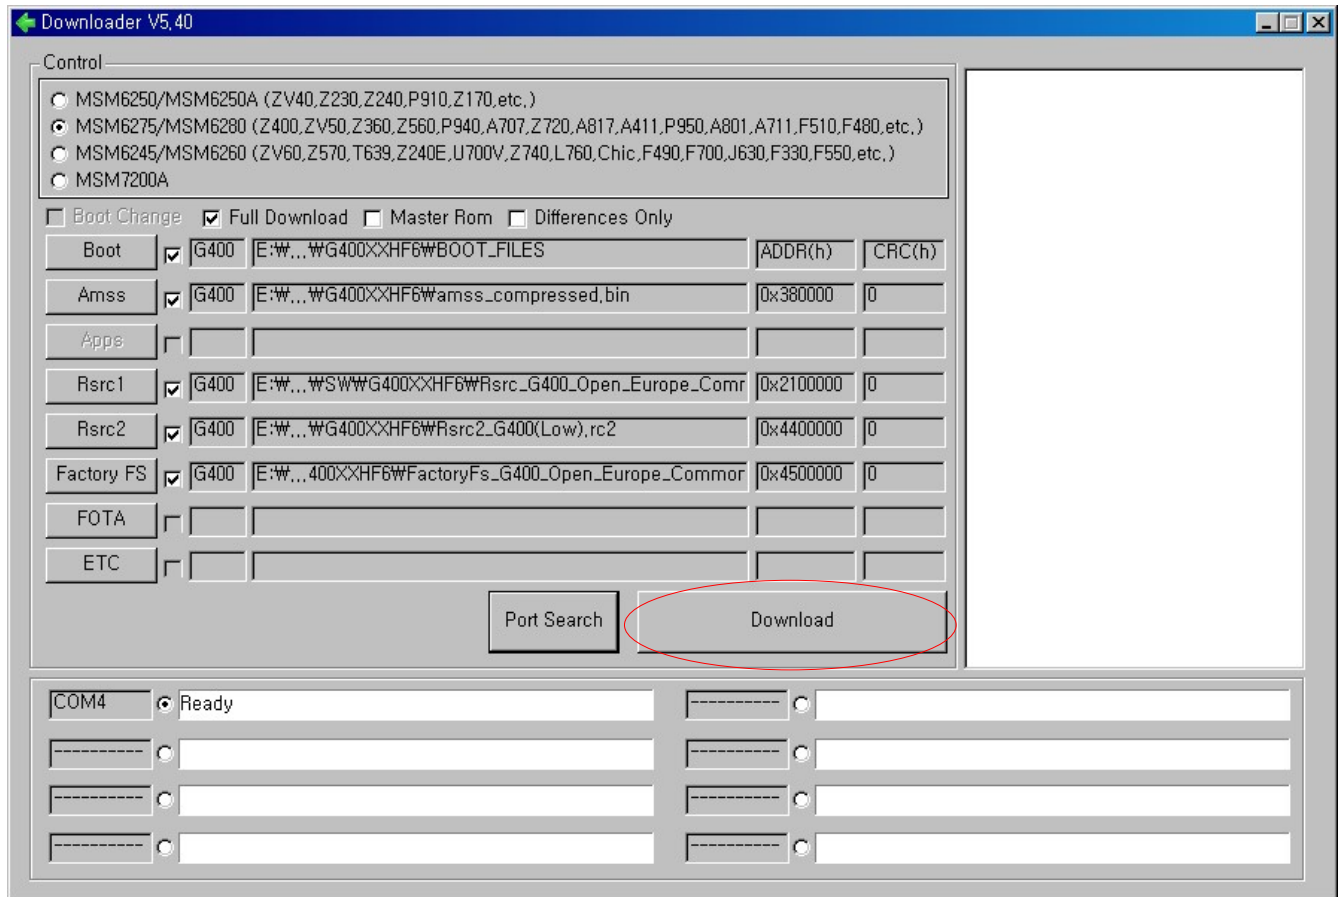 Downloader V5,40
Control
MSM6250/MSM6250A (ZV40,Z230,Z240,P910,Z170,etc,)
MSM6275/MSM6280 (Z400,ZV50,Z360,Z560,P940,A707,Z720,A817,A411,P950,A801,A711,F510,F480,etc,)
MSM6245/MSM6260 (ZV60,Z570,T639,Z240E,U700V,Z740,L760,Chic,F490,F700,J630,F330,F550,etc,)
MSM7200A
Boot Change Full Download Master Rom Differences Only
Boot G400 E:₩,,,₩G400XXHF6₩BOOT_FILES ADDR(h) CRC(h)
Amss G400 E:₩,,,₩G400XXHF6₩amss_compressed,bin 0x380000 0
Apps
Rsrc1 G400 E:₩,,,₩SW₩G400XXHF6₩Rsrc_G400_Open_Europe_Comr 0x2100000 0
Rsrc2 G400 E:₩,,,₩G400XXHF6₩Rsrc2_G400(Low),rc2 0x4400000 0
Factory FS G400 E:₩,,,400XXHF6₩FactoryFs_G400_Open_Europe_Commor 0x4500000 0
FOTA
ETC
Port Search Download
COM4 Ready ----------
---------- ----------
---------- ----------
---------- ----------